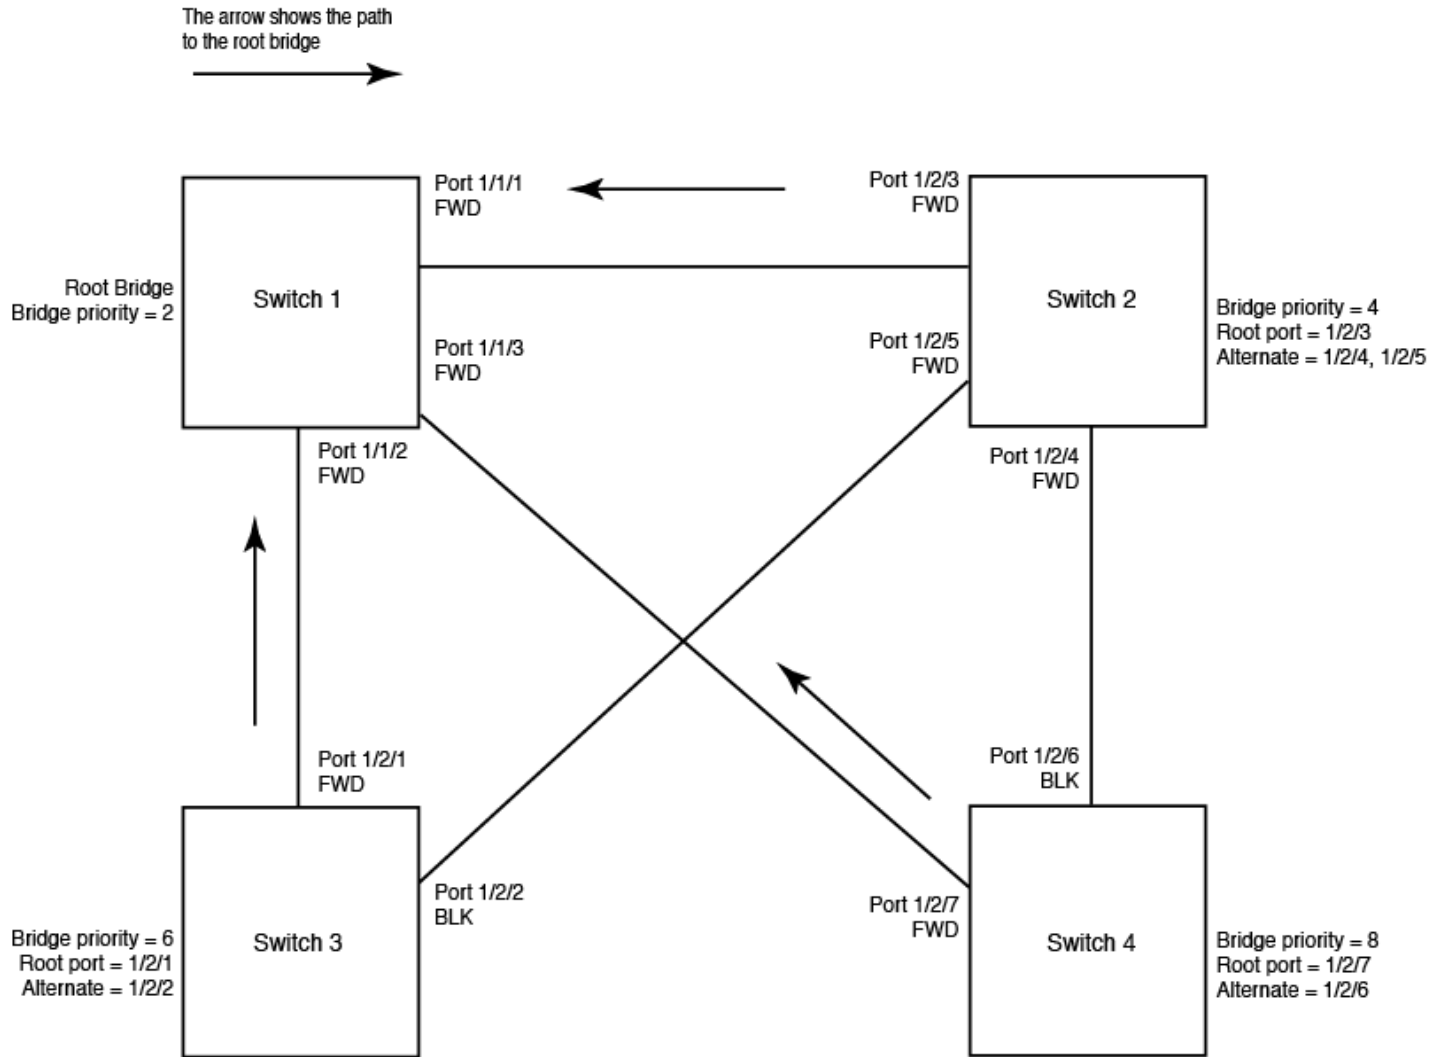 The arrow shows the path
to the root bridge
Port 1/1/1
FWD
Port 1/2/3
FWD
Root Bridge
Bridge priority = 2
Switch 1
Switch 2
Bridge priority = 4
Root port = 1/2/3
Alternate = 1/2/4, 1/2/5
Port 1/1/3
FWD
Port 1/2/5
FWD
Port 1/1/2
FWD
Port 1/2/4
FWD
Port 1/2/1
FWD
Port 1/2/6
BLK
Port 1/2/2
BLK
Port 1/2/7
FWD
Bridge priority = 6
Root port = 1/2/1
Alternate = 1/2/2
Switch 3
Switch 4
Bridge priority = 8
Root port = 1/2/7
Alternate = 1/2/6